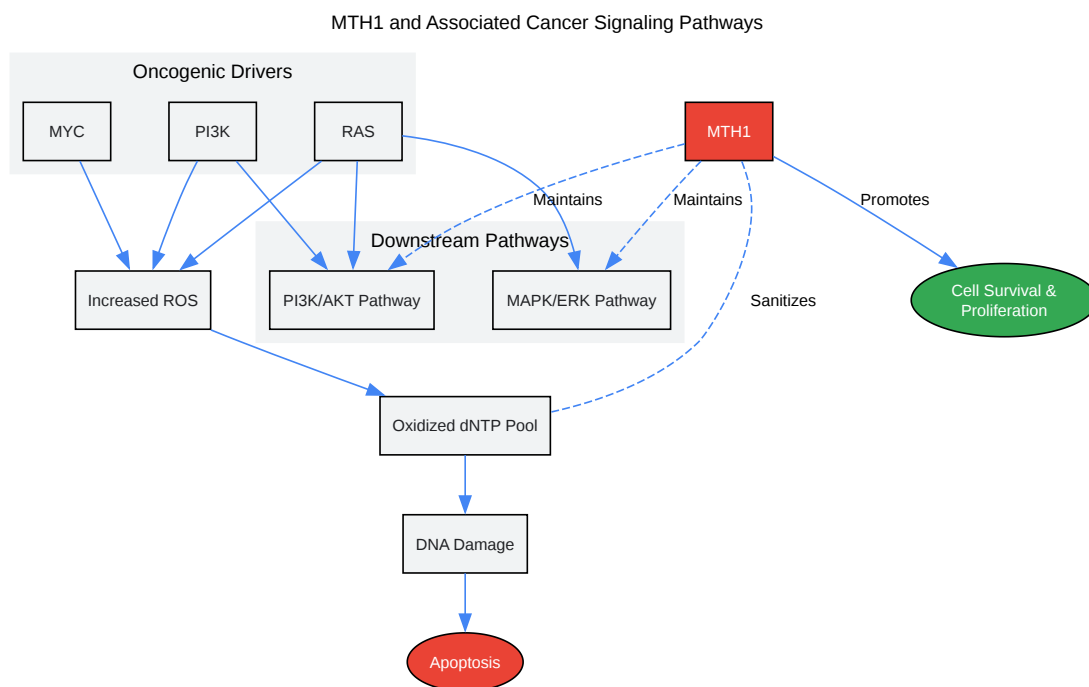 MTH1 and Associated Cancer Signaling Pathways
Oncogenic Drivers
MYC
PI3K
RAS
MTH1
Maintains
Maintains
Promotes
Downstream Pathways
Increased ROS
PI3K/AKT Pathway
MAPK/ERK Pathway
Sanitizes
Cell Survival &
Proliferation
Oxidized dNTP Pool
DNA Damage
Apoptosis